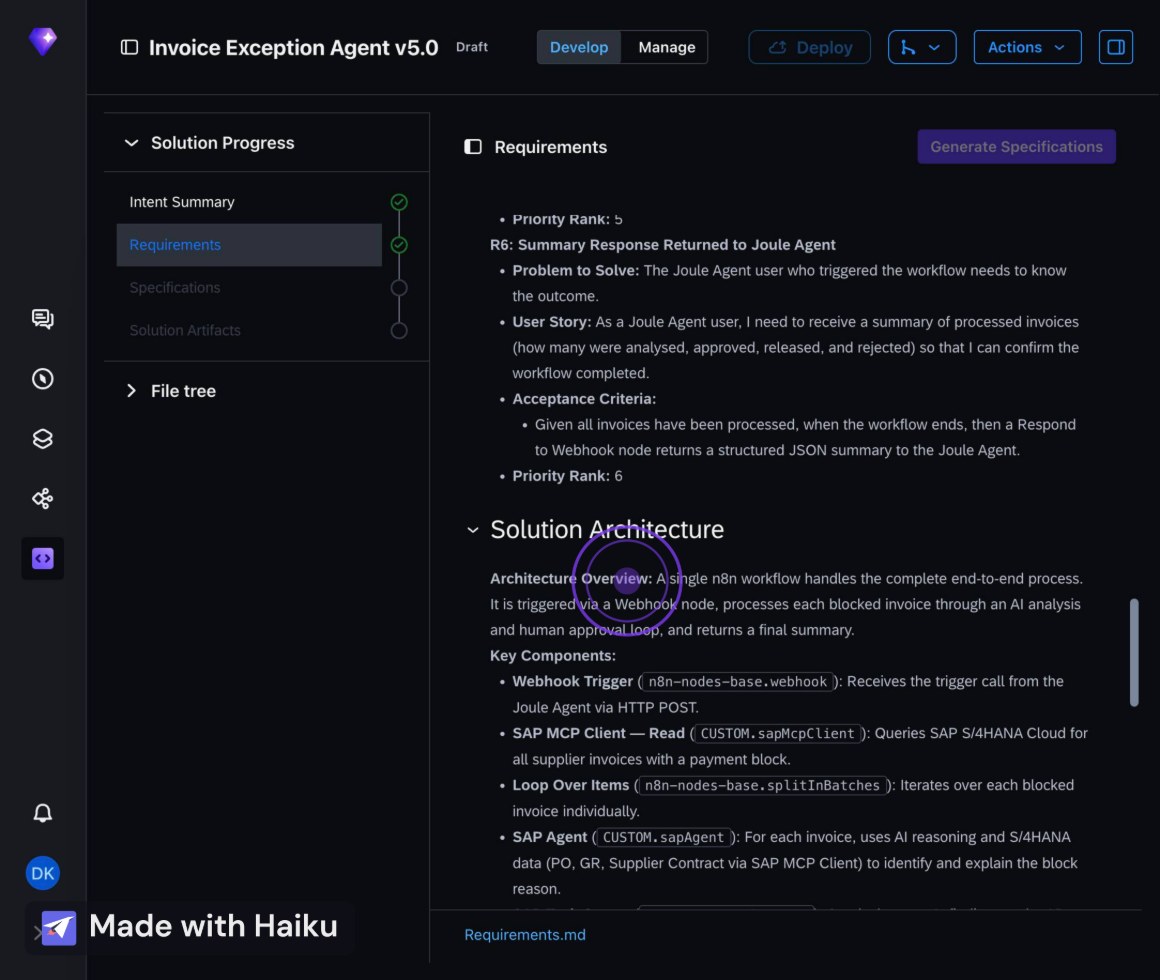 Invoice Exception Agent v5.0 Draft
Develop Manage
Deploy
Actions
Solution Progress
Intent Summary
Requirements
Specifications
Solution Artifacts
File tree
DK
Requirements
Generate Specifications
• Priority Rank: 5
R6: Summary Response Returned to Joule Agent
• Problem to Solve: The Joule Agent user who triggered the workflow needs to know
the outcome.
• User Story: As a Joule Agent user, I need to receive a summary of processed invoices
(how many were analysed, approved, released, and rejected) so that I can confirm the
workflow completed.
• Acceptance Criteria:
• Given all invoices have been processed, when the workflow ends, then a Respond
to Webhook node returns a structured JSON summary to the Joule Agent.
• Priority Rank: 6
Solution Architecture
Architecture Overview: A single n8n workflow handles the complete end-to-end process.
It is triggered via a Webhook node, processes each blocked invoice through an AI analysis
and human approval loop, and returns a final summary.
Key Components:
• Webhook Trigger ( n8n-nodes-base.webhook ): Receives the trigger call from the
Joule Agent via HTTP POST.
• SAP MCP Client — Read ( CUSTOM.sapMcpClient ): Queries SAP S/4HANA Cloud for
all supplier invoices with a payment block.
• Loop Over Items ( n8n-nodes-base.splitInBatches ): Iterates over each blocked
invoice individually.
• SAP Agent ( CUSTOM.sapAgent ): For each invoice, uses AI reasoning and S/4HANA
data (PO, GR, Supplier Contract via SAP MCP Client) to identify and explain the block
reason.
Requirements.md
Made with Haiku